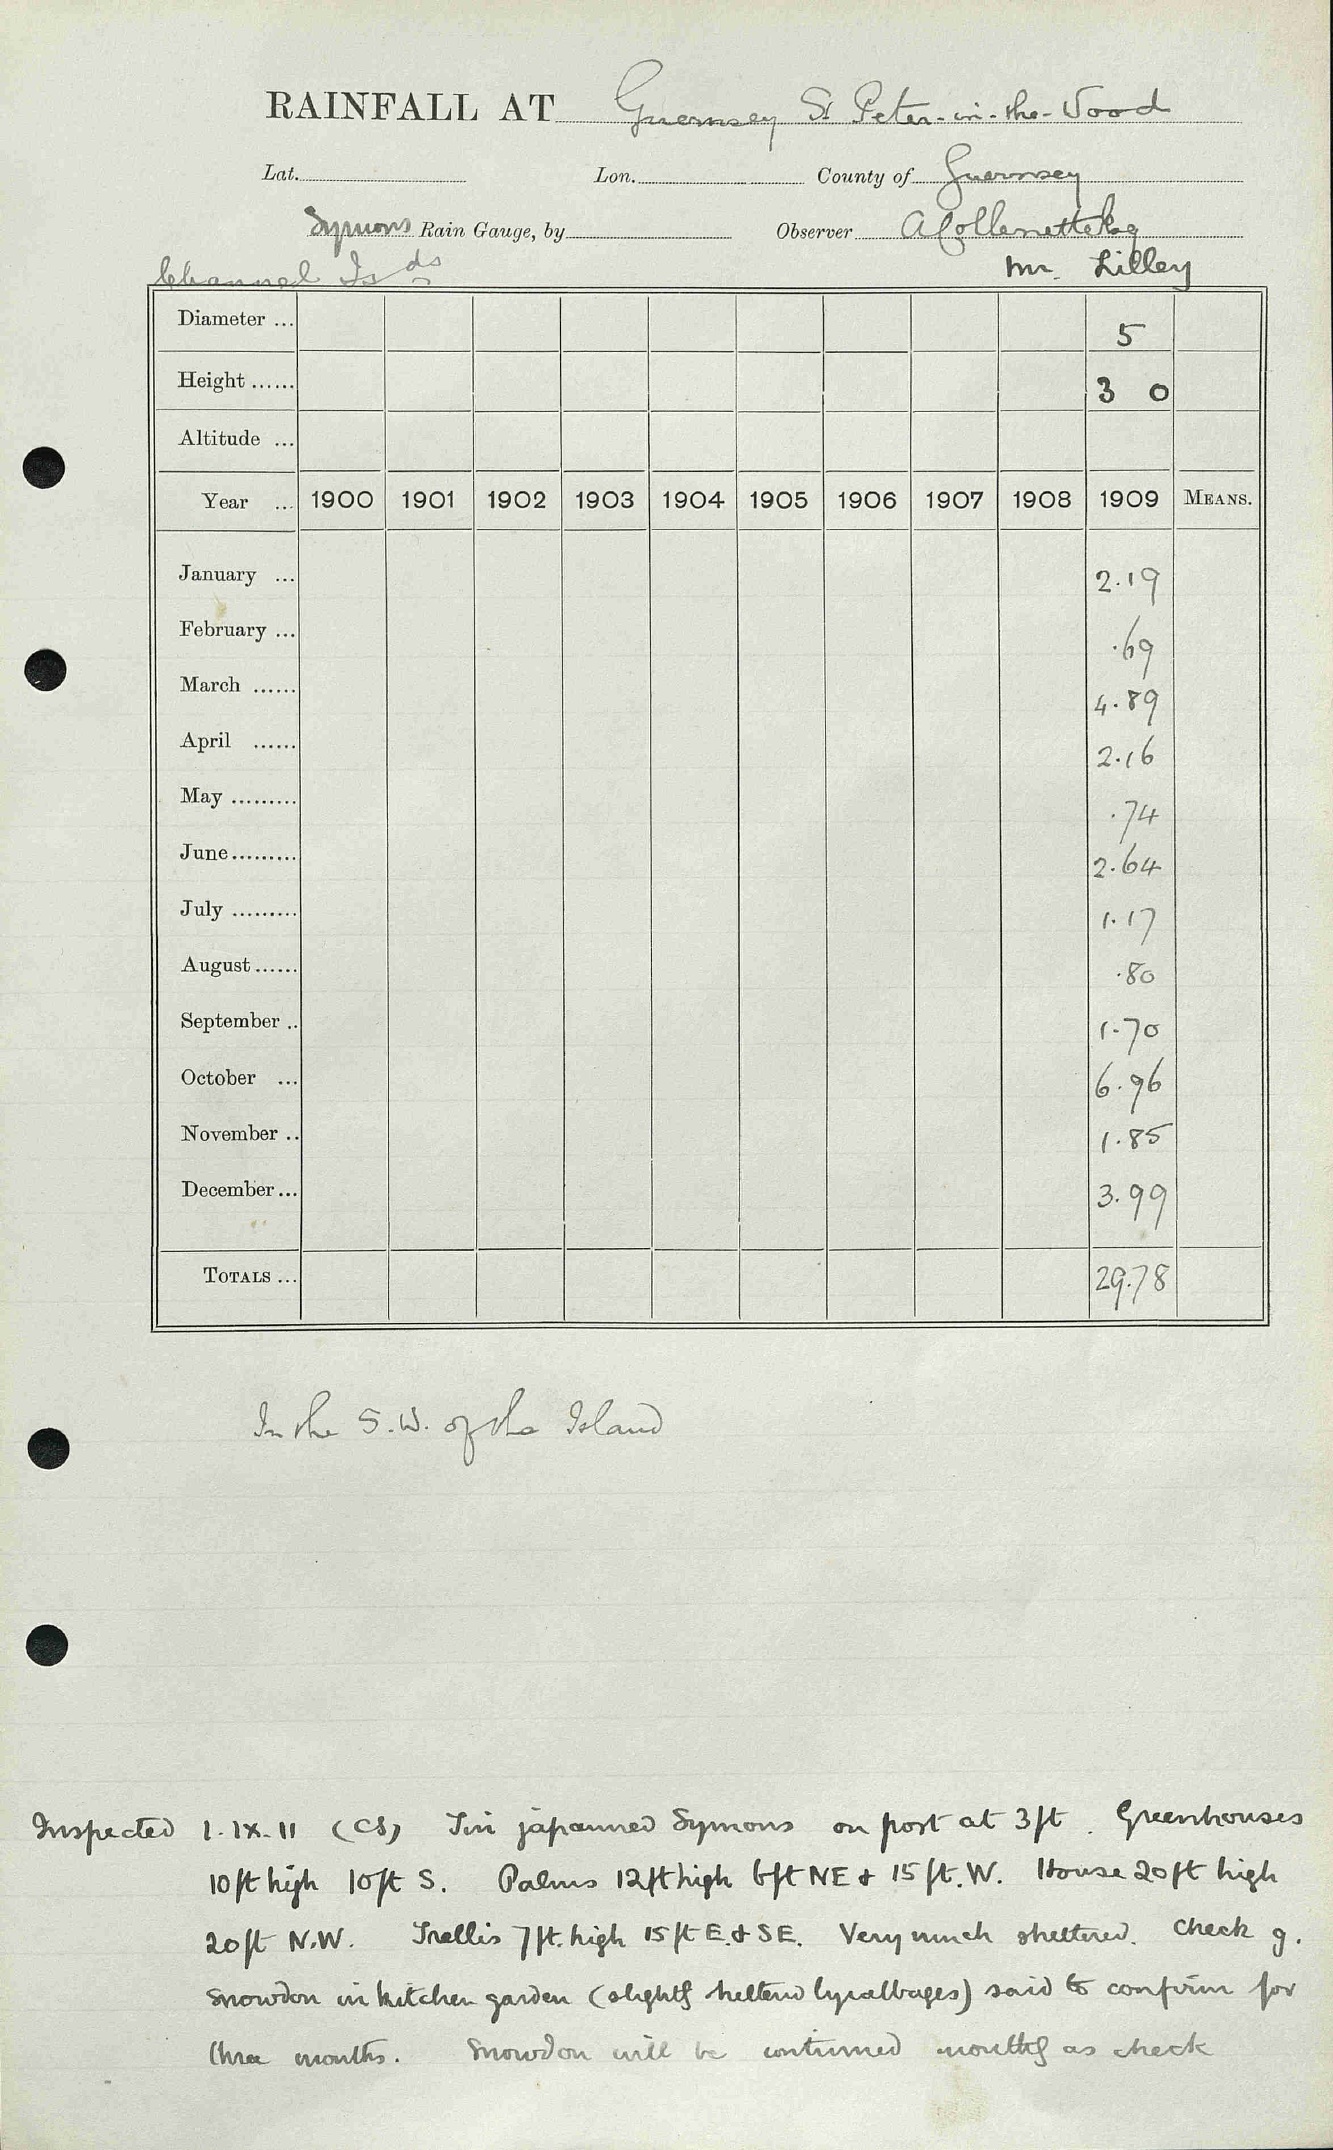 RAINFALL AT Guernsey St Peter-in-the-Wood
Lat. Lon. County of Guernsey
Symons Rain Gauge, by Observer A Collenette Esq
Channel Isds Mr. Lilley
Diameter ... 5
Height ...... 3 0
Altitude ...
Year ... 1900 1901 1902 1903 1904 1905 1906 1907 1908 1909 MEANS.
January ... 2.19
February ... .69
March ...... 4.89
April ...... 2.16
May ......... .74
June ......... 2.64
July ......... 1.17
August ...... .80
September .. 1.70
October ... 6.96
November .. 1.85
December ... 3.99
TOTALS ... 29.78
In the S.W. of the Island
Inspected 1.IX.11 (CS) Tin japanned Symons on post at 3ft. Greenhouses
10ft high 10ft S. Palms 12ft high 6ft NE & 15ft. W. House 20ft high
20ft N.W. Trellis 7ft. high 15ft E. & SE. Very much sheltered. Check g.
Snowdon in kitchen garden (slightly by cabbages) said to confirm for
three months. Snowdon will be continued monthly as check